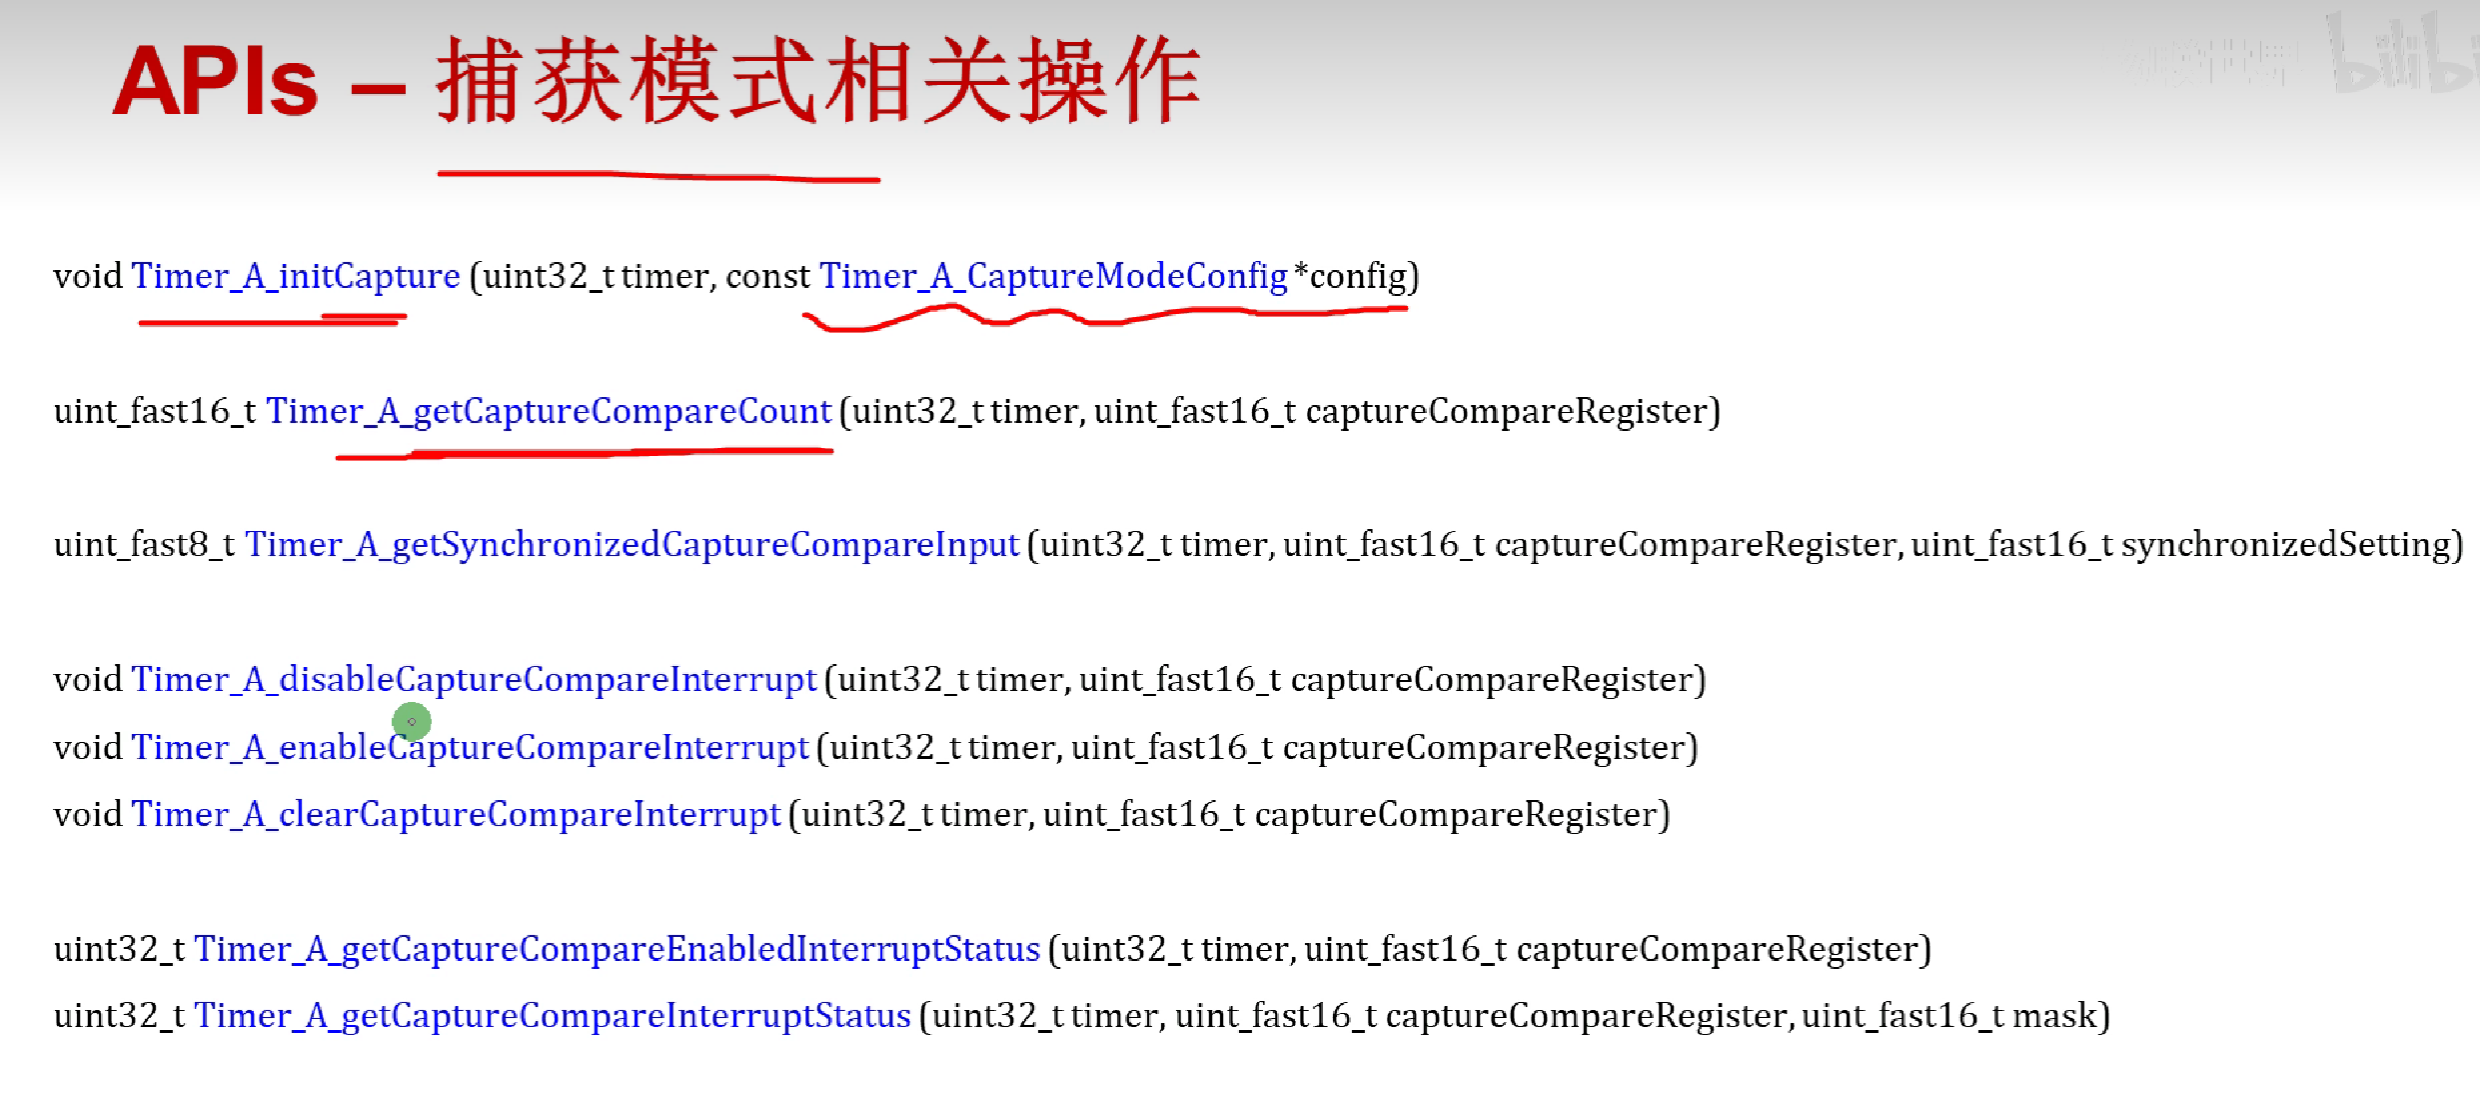 APIs – 捕获模式相关操作
void Timer_A_initCapture (uint32_t timer, const Timer_A_CaptureModeConfig *config)
uint_fast16_t Timer_A_getCaptureCompareCount (uint32_t timer, uint_fast16_t captureCompareRegister)
uint_fast8_t Timer_A_getSynchronizedCaptureCompareInput (uint32_t timer, uint_fast16_t captureCompareRegister, uint_fast16_t synchronizedSetting)
void Timer_A_disableCaptureCompareInterrupt (uint32_t timer, uint_fast16_t captureCompareRegister)
void Timer_A_enableCaptureCompareInterrupt (uint32_t timer, uint_fast16_t captureCompareRegister)
void Timer_A_clearCaptureCompareInterrupt (uint32_t timer, uint_fast16_t captureCompareRegister)
uint32_t Timer_A_getCaptureCompareEnabledInterruptStatus (uint32_t timer, uint_fast16_t captureCompareRegister)
uint32_t Timer_A_getCaptureCompareInterruptStatus (uint32_t timer, uint_fast16_t captureCompareRegister, uint_fast16_t mask)